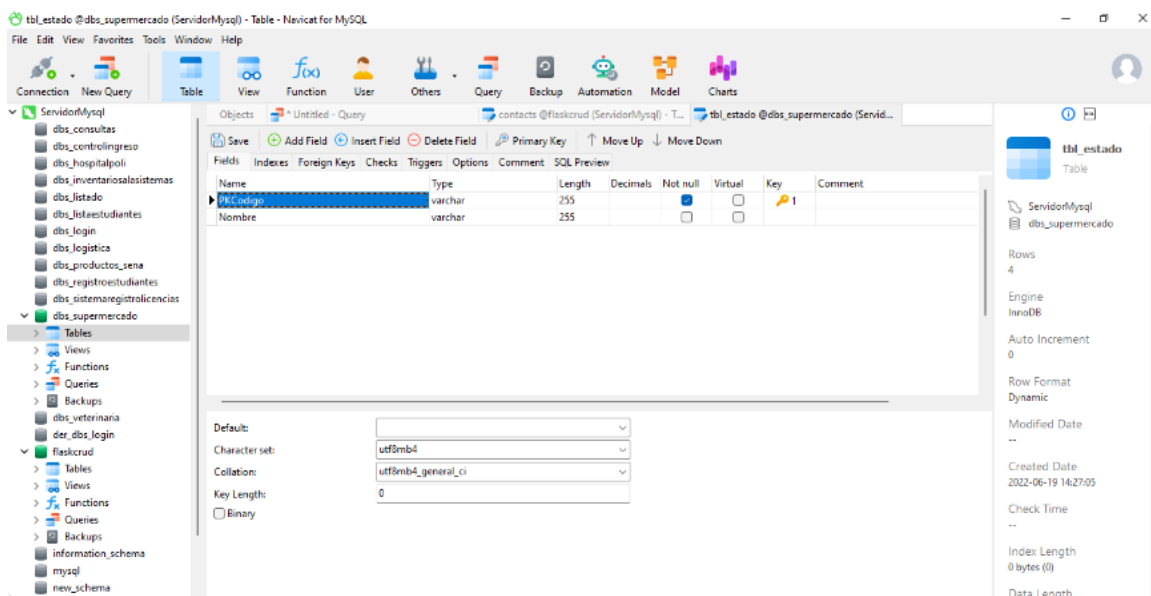 tbl_estado @dbs_supermercado (ServidorMysql) - Table - Navicat for MySQL
File Edit View Favorites Tools Window Help
Connection New Query Table View Function User Others Query Backup Automation Model Charts
ServidorMysql
dbs_consultas
dbs_controlingreso
dbs_hospitalpoli
dbs_inventariosalasistemas
dbs_listado
dbs_listaestudiantes
dbs_login
dbs_logistica
dbs_productos_sena
dbs_registroestudiantes
dbs_sistemaregistrolicencias
dbs_supermercado
Tables
Views
Functions
Queries
Backups
dbs_veterinaria
der_dbs_login
flaskcrud
Tables
Views
Functions
Queries
Backups
information_schema
mysql
new_schema
Objects * Untitled - Query contacts @flaskcrud (ServidorMysql) - T... tbl_estado @dbs_supermercado (Servid...
Save Add Field Insert Field Delete Field Primary Key Move Up Move Down
Fields Indexes Foreign Keys Checks Triggers Options Comment SQL Preview
Name Type Length Decimals Not null Virtual Key Comment
PKCodigo varchar 255 1
Nombre varchar 255
Default:
Character set: utf8mb4
Collation: utf8mb4_general_ci
Key Length: 0
Binary
tbl_estado
Table
ServidorMysql
dbs_supermercado
Rows
4
Engine
InnoDB
Auto Increment
0
Row Format
Dynamic
Modified Date
--
Created Date
2022-06-19 14:27:05
Check Time
--
Index Length
0 bytes (0)
Data Length